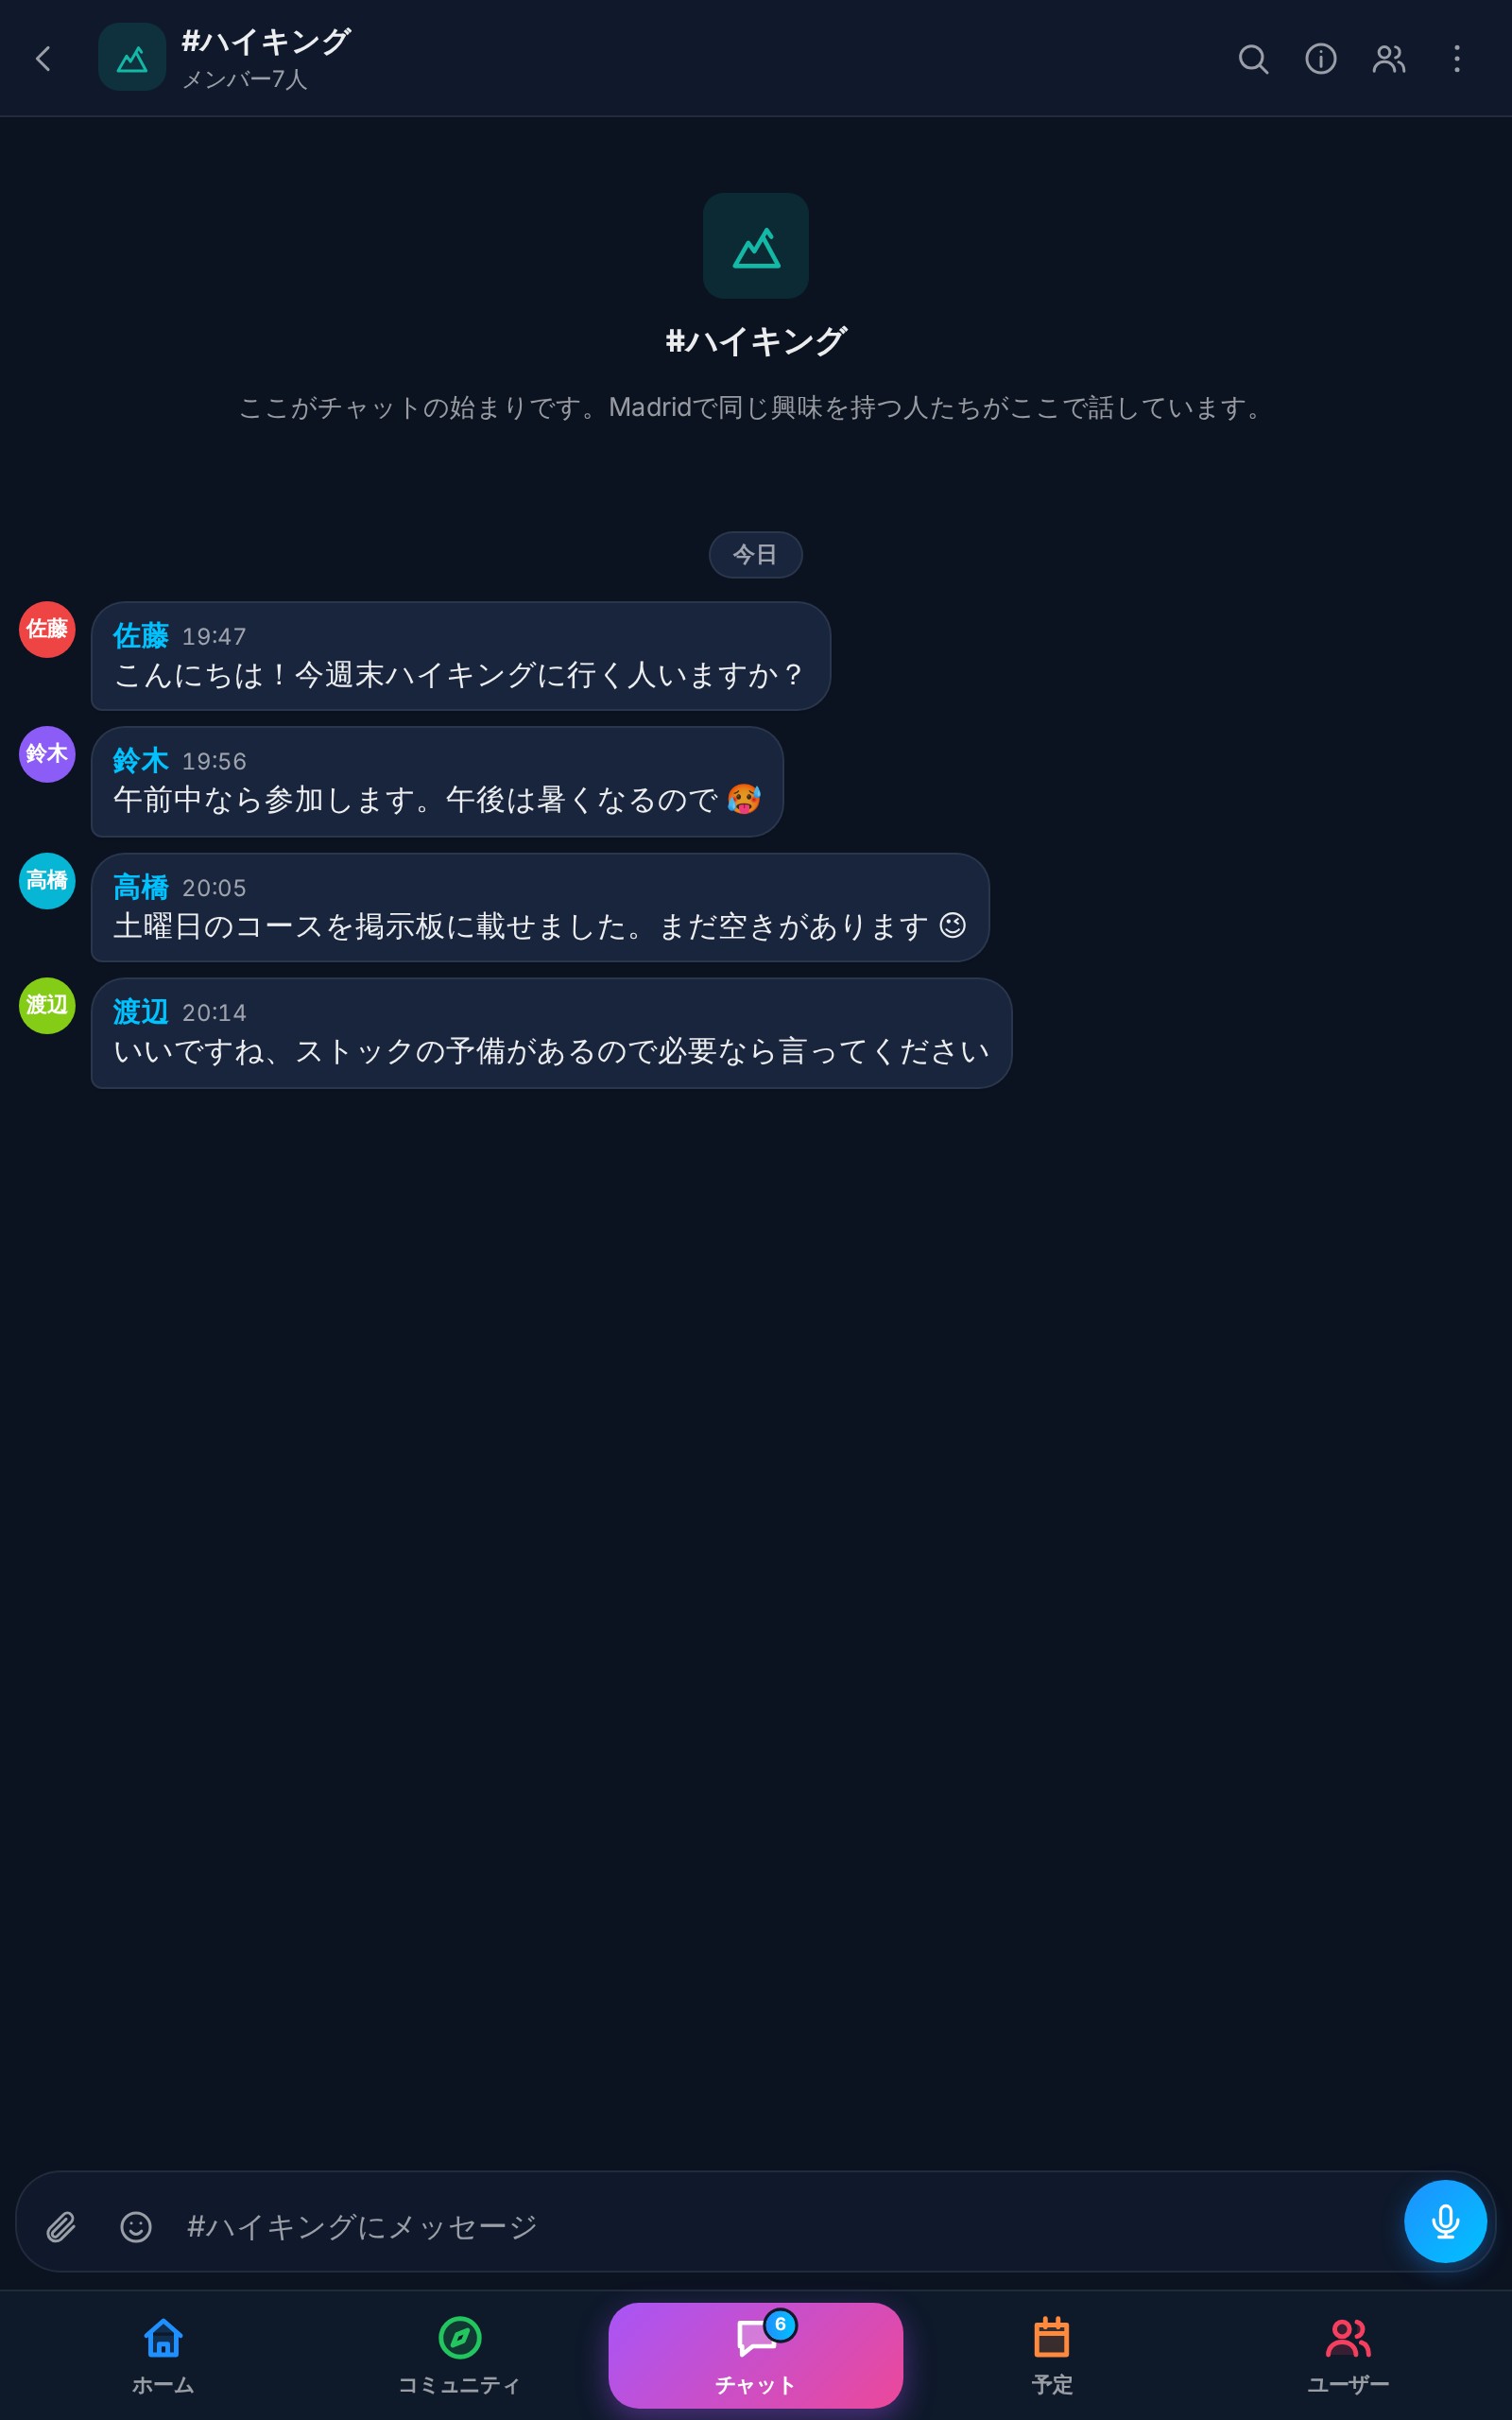 #ハイキング
メンバー7人
#ハイキング
ここがチャットの始まりです。Madridで同じ興味を持つ人たちがここで話しています。
今日
佐藤
佐藤 19:47
こんにちは！今週末ハイキングに行く人いますか？
鈴木
鈴木 19:56
午前中なら参加します。午後は暑くなるので 🥵
高橋
高橋 20:05
土曜日のコースを掲示板に載せました。まだ空きがあります 😉
渡辺
渡辺 20:14
いいですね、ストックの予備があるので必要なら言ってください
#ハイキングにメッセージ
6
ホーム
コミュニティ
チャット
予定
ユーザー